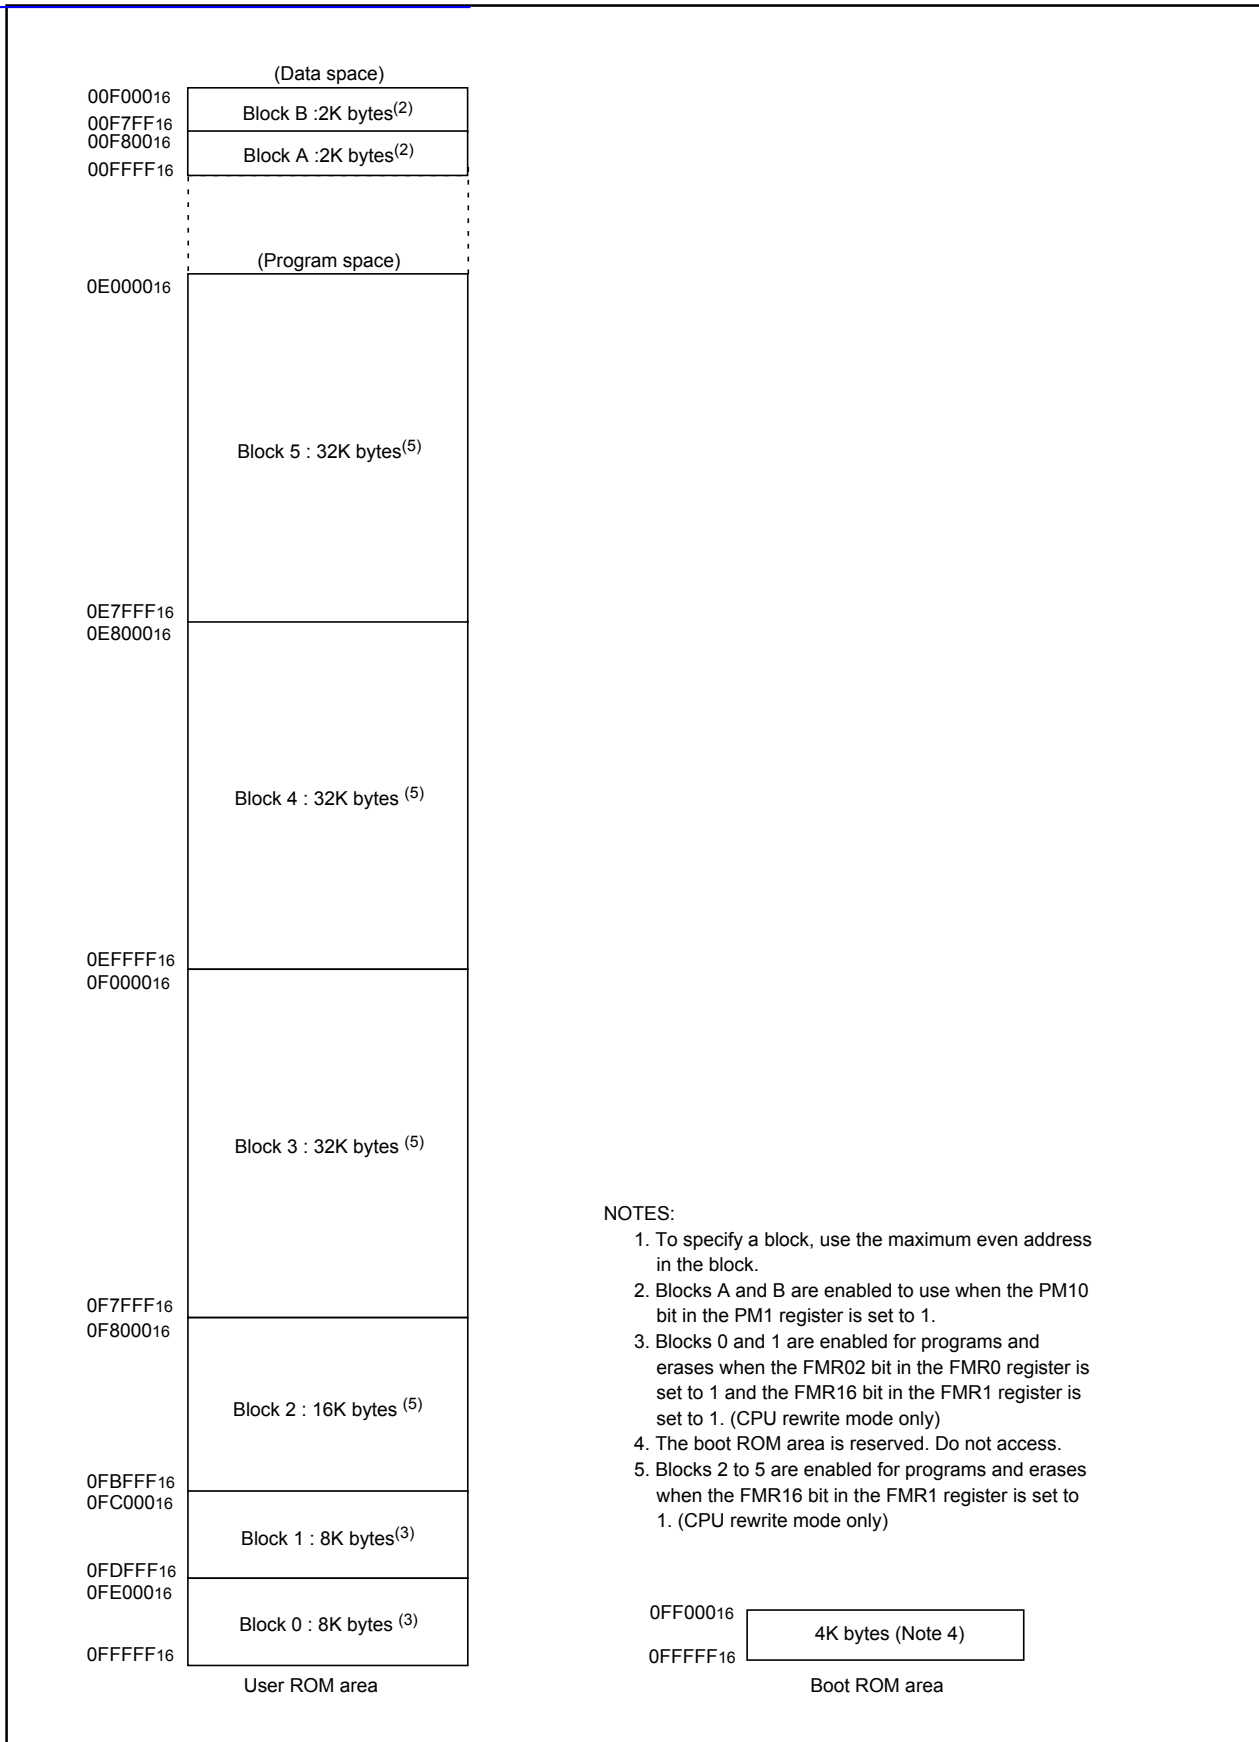 (Data space)
00F00016
Block B :2K bytes(2)
00F7FF16
00F80016
Block A :2K bytes(2)
00FFFF16
(Program space)
0E000016
Block 5 : 32K bytes(5)
0E7FFF16
0E800016
Block 4 : 32K bytes (5)
0EFFFF16
0F000016
Block 3 : 32K bytes (5)
0F7FFF16
0F800016
Block 2 : 16K bytes (5)
0FBFFF16
0FC00016
Block 1 : 8K bytes(3)
0FDFFF16
0FE00016
Block 0 : 8K bytes (3)
0FFFFF16
User ROM area
NOTES:
1. To specify a block, use the maximum even address
in the block.
2. Blocks A and B are enabled to use when the PM10
bit in the PM1 register is set to 1.
3. Blocks 0 and 1 are enabled for programs and
erases when the FMR02 bit in the FMR0 register is
set to 1 and the FMR16 bit in the FMR1 register is
set to 1. (CPU rewrite mode only)
4. The boot ROM area is reserved. Do not access.
5. Blocks 2 to 5 are enabled for programs and erases
when the FMR16 bit in the FMR1 register is set to
1. (CPU rewrite mode only)
0FF00016
4K bytes (Note 4)
0FFFFF16
Boot ROM area